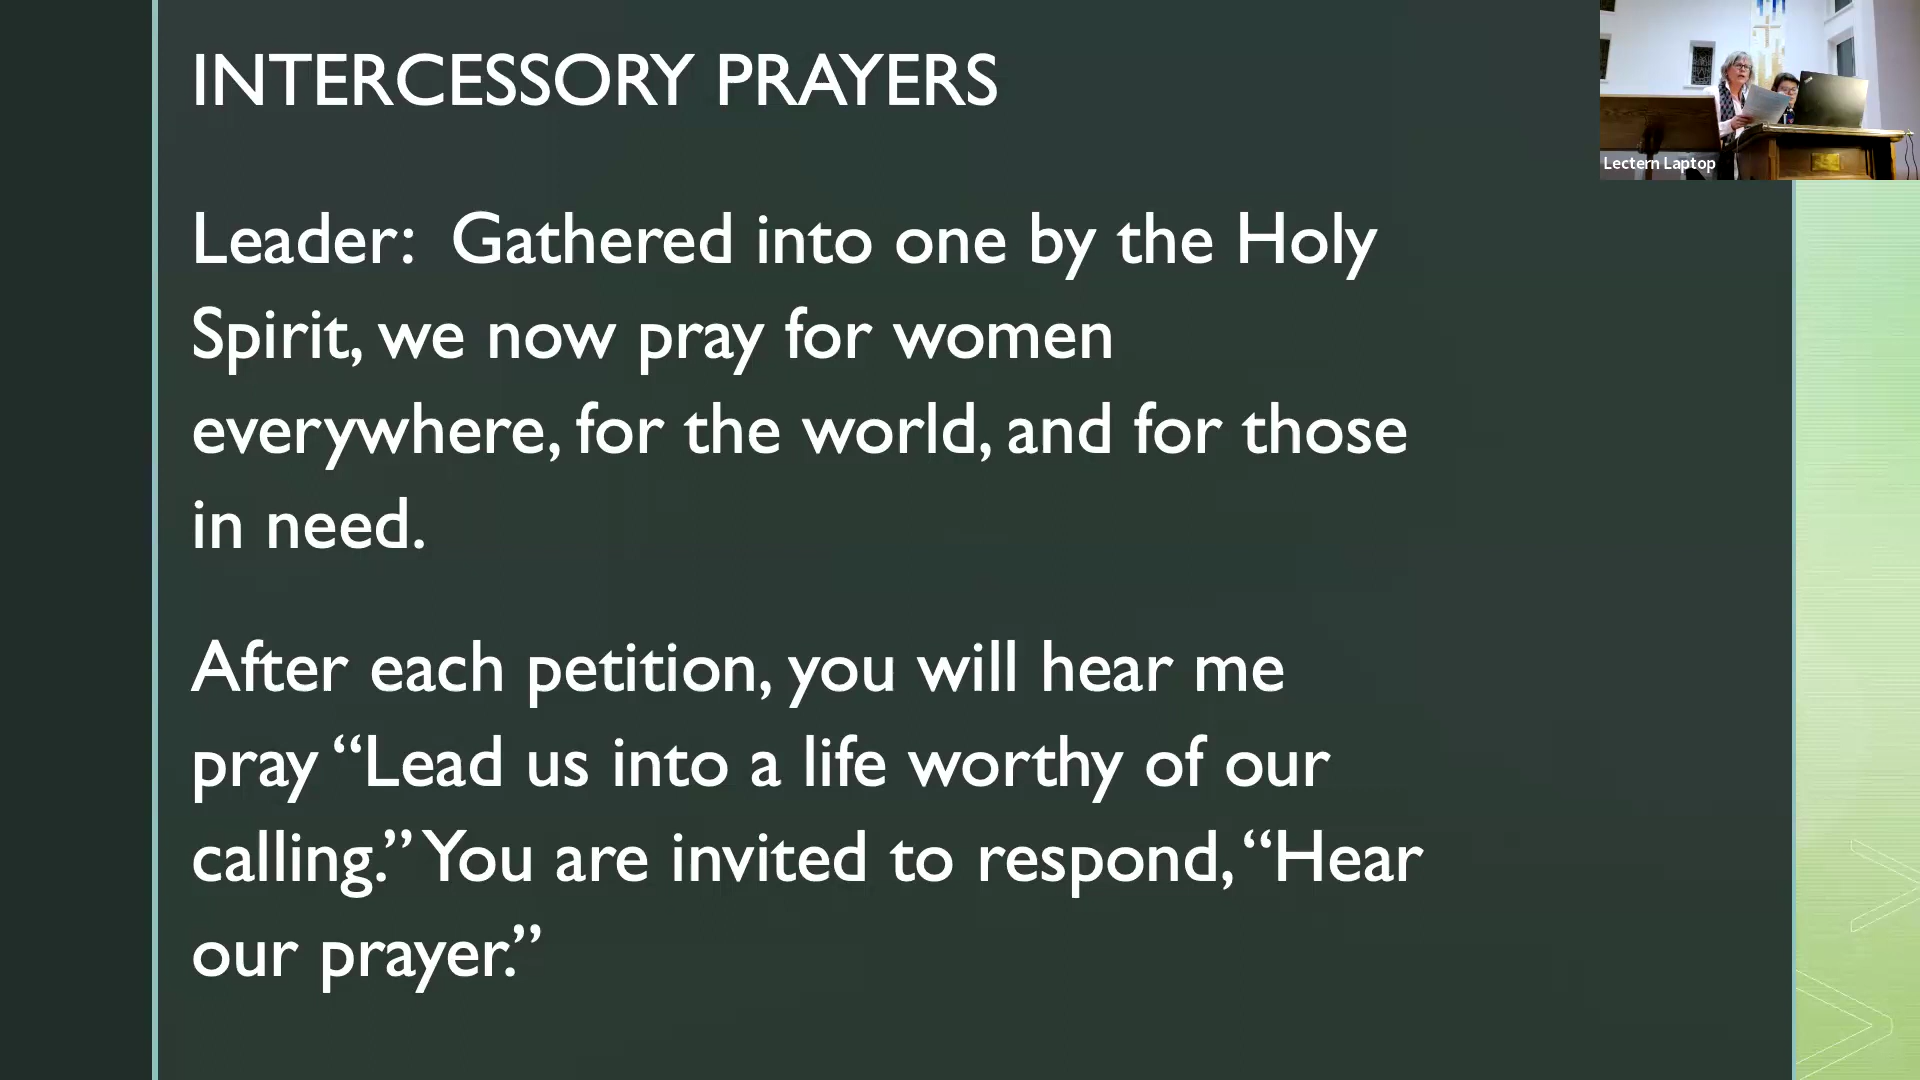 INTERCESSORY PRAYERS
Leader:  Gathered into one by the Holy
Spirit, we now pray for women
everywhere, for the world, and for those
in need.
After each petition, you will hear me
pray “Lead us into a life worthy of our
calling.” You are invited to respond, “Hear
our prayer.”
Lectern Laptop